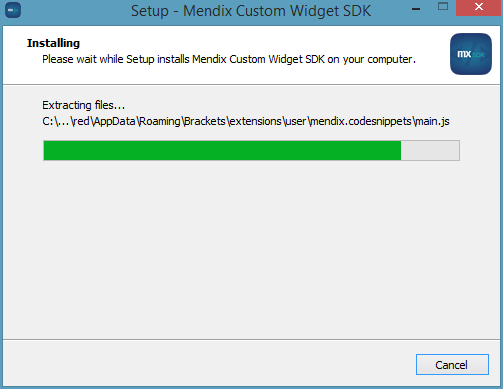 Setup - Mendix Custom Widget SDK
Installing
Please wait while Setup installs Mendix Custom Widget SDK on your computer.
mx SDK
Extracting files...
C:\...\red\AppData\Roaming\Brackets\extensions\user\mendix.codesnippets\main.js
Cancel